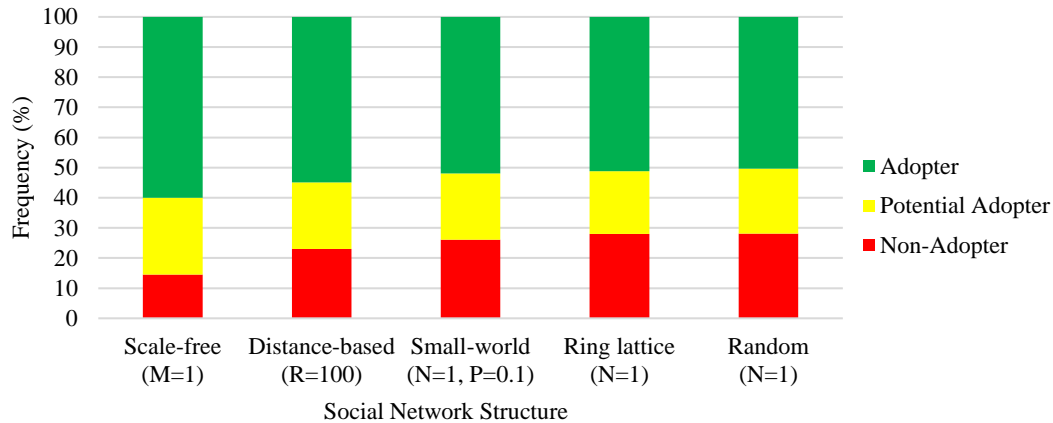 100
90
80
70
60
50
40
30
20
10
0
Frequency (%)
Scale-free
(M=1)
Distance-based
(R=100)
Small-world
(N=1, P=0.1)
Ring lattice
(N=1)
Random
(N=1)
Social Network Structure
Adopter
Potential Adopter
Non-Adopter